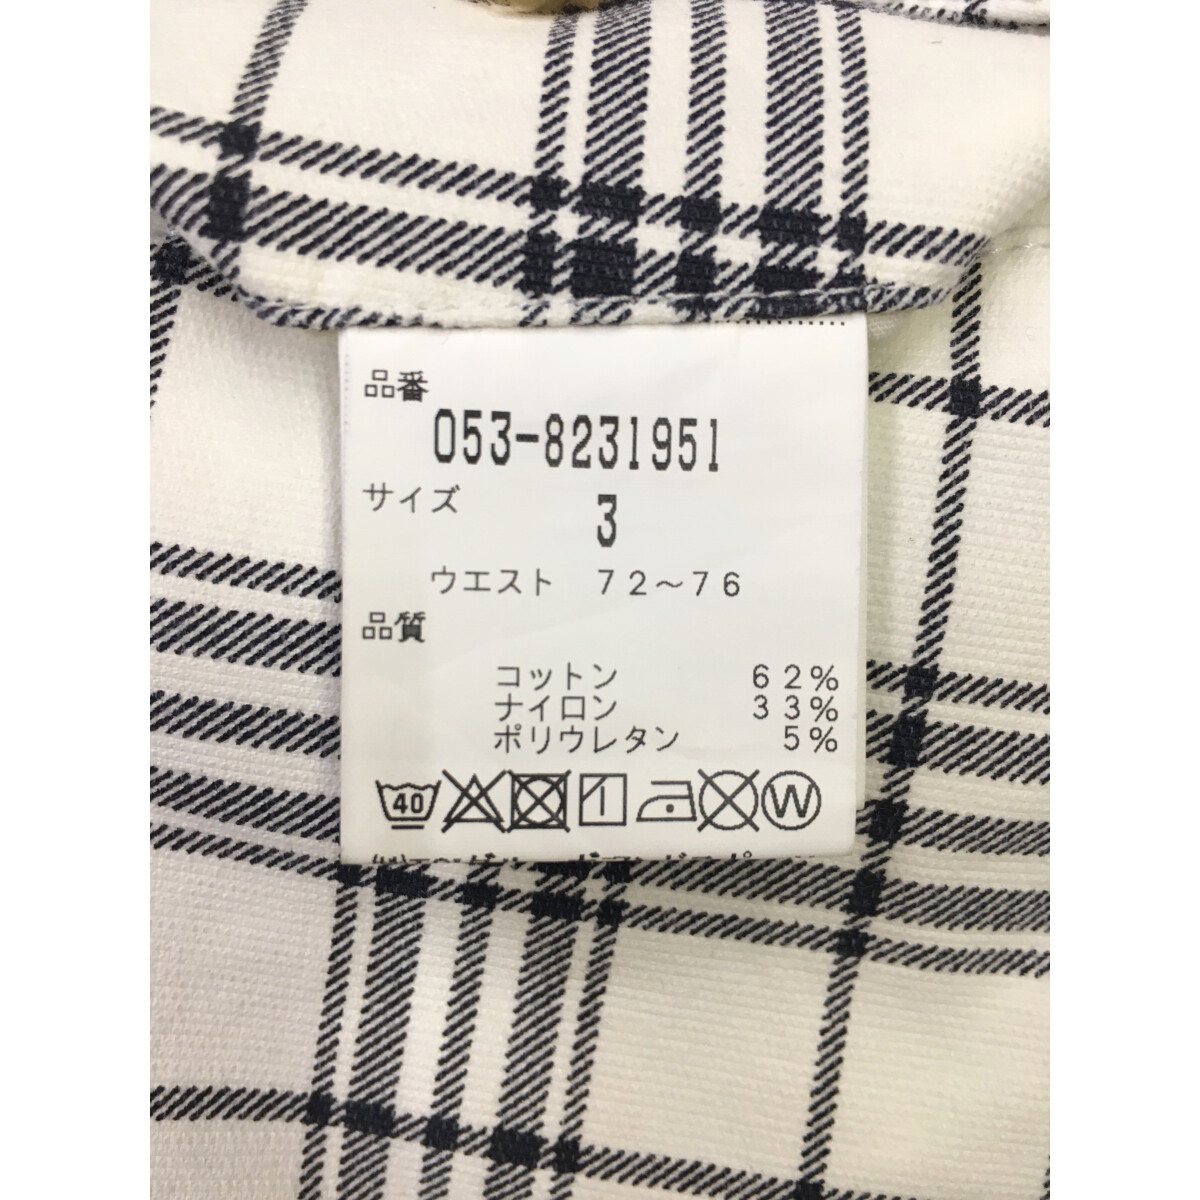 品番
053-8231951
サイズ 3
ウエスト 72～76
品質
コットン 62%
ナイロン 33%
ポリウレタン 5%
40 W